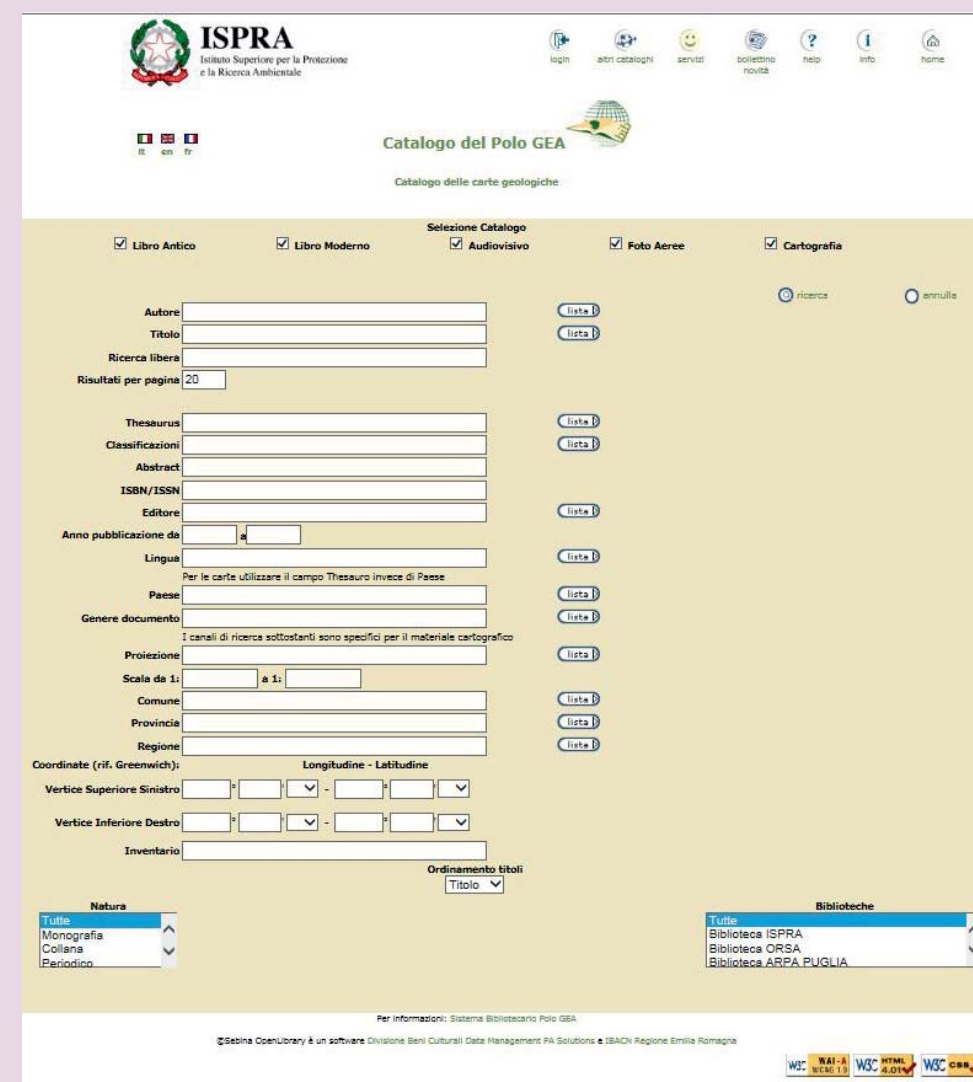 ISPRA
Istituto Superiore per la Protezione
e la Ricerca Ambientale
login
altri cataloghi
servizi
bollettino
novità
help
info
home
it en fr
Catalogo del Polo GEA
Catalogo delle carte geologiche
Selezione Catalogo
Libro Antico Libro Moderno Audiovisivo Foto Aeree Cartografia
ricerca annulla
Autore lista
Titolo lista
Ricerca libera
Risultati per pagina 20
Thesaurus lista
Classificazioni lista
Abstract
ISBN/ISSN
Editore lista
Anno pubblicazione da a
Lingua lista
Per le carte utilizzare il campo Thesauro invece di Paese
Paese lista
Genere documento lista
I canali di ricerca sottostanti sono specifici per il materiale cartografico
Proiezione lista
Scala da 1: a 1:
Comune lista
Provincia lista
Regione lista
Coordinate (rif. Greenwich): Longitudine - Latitudine
Vertice Superiore Sinistro ° ' - ° '
Vertice Inferiore Destro ° ' - ° '
Inventario
Ordinamento titoli
Titolo
Natura
Tutte
Monografia
Collana
Periodico
Biblioteche
Tutte
Biblioteca ISPRA
Biblioteca ORSA
Biblioteca ARPA PUGLIA
Per informazioni: Sistema Bibliotecario Polo GEA
©Sebina OpenLibrary è un software Divisione Beni Culturali Data Management PA Solutions e IBACN Regione Emilia Romagna
W3C WAI-A WCAG 1.0 W3C HTML 4.01 W3C css